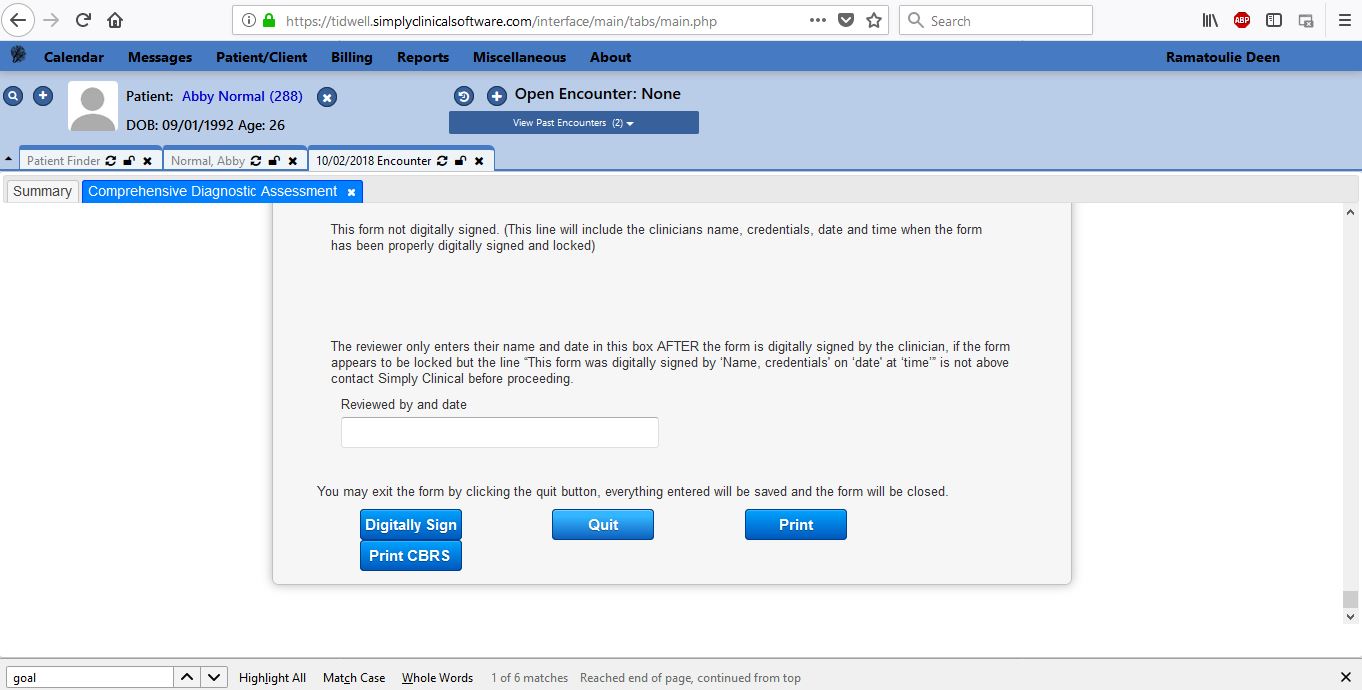 https://tidwell.simplyclinicalsoftware.com/interface/main/tabs/main.php
Search
ABP
Calendar Messages Patient/Client Billing Reports Miscellaneous About Ramatoulie Deen
Patient: Abby Normal (288)
DOB: 09/01/1992 Age: 26
Open Encounter: None
View Past Encounters (2)
Patient Finder Normal, Abby 10/02/2018 Encounter
Summary Comprehensive Diagnostic Assessment
This form not digitally signed. (This line will include the clinicians name, credentials, date and time when the form
has been properly digitally signed and locked)
The reviewer only enters their name and date in this box AFTER the form is digitally signed by the clinician, if the form
appears to be locked but the line “This form was digitally signed by ‘Name, credentials’ on ‘date’ at ‘time’” is not above
contact Simply Clinical before proceeding.
Reviewed by and date
You may exit the form by clicking the quit button, everything entered will be saved and the form will be closed.
Digitally Sign Quit Print
Print CBRS
goal Highlight All Match Case Whole Words 1 of 6 matches Reached end of page, continued from top